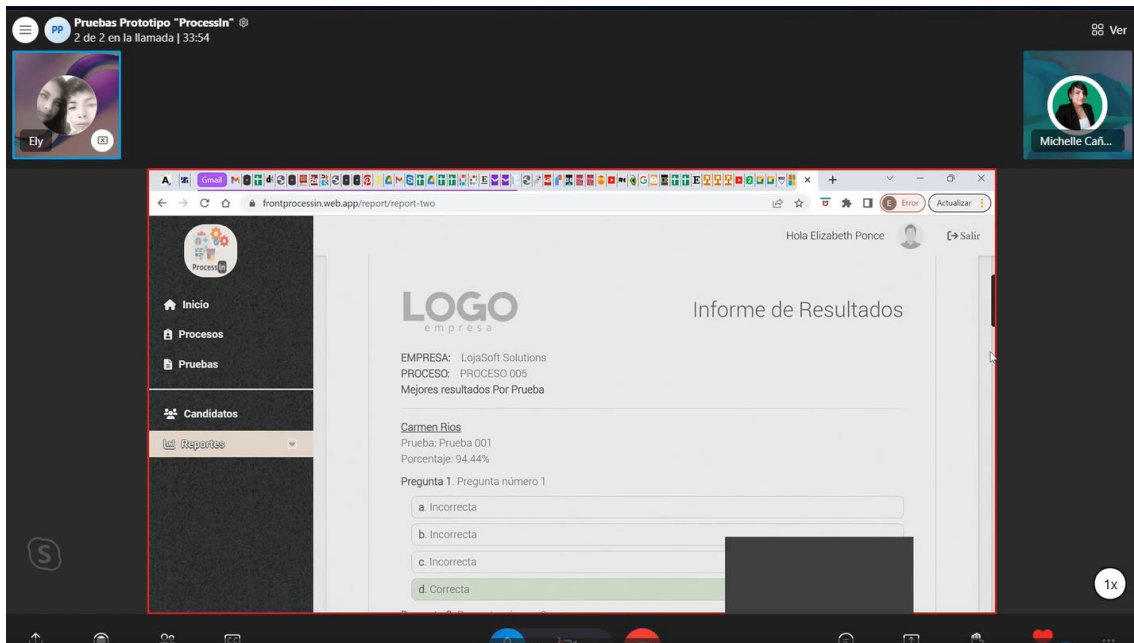 PP
Pruebas Prototipo "ProcessIn"
2 de 2 en la llamada | 33:54
Ver
Ely
Michelle Cañ...
Gmail
frontprocessin.web.app/report/report-two
E
Error
Actualizar
ProcessIn
Hola Elizabeth Ponce
Salir
Inicio
Procesos
Pruebas
Candidatos
Reportes
LOGO
empresa
Informe de Resultados
EMPRESA: LojaSoft Solutions
PROCESO: PROCESO 005
Mejores resultados Por Prueba
Carmen Rios
Prueba: Prueba 001
Porcentaje: 94.44%
Pregunta 1. Pregunta número 1
a. Incorrecta
b. Incorrecta
c. Incorrecta
d. Correcta
S
1x